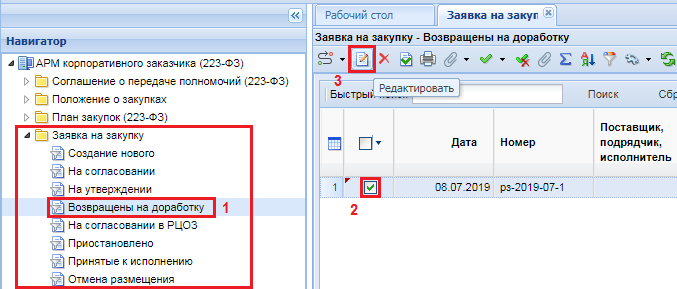 Рабочий стол
Заявка на закуп
Навигатор
Заявка на закупку - Возвращены на доработку
АРМ корпоративного заказчика (223-ФЗ)
Соглашение о передаче полномочий (223-ФЗ)
Положение о закупках
План закупок (223-ФЗ)
Заявка на закупку
Создание нового
На согласовании
На утверждении
Возвращены на доработку
1
На согласовании в РЦОЗ
Приостановлено
Принятые к исполнению
Отмена размещения
3
Редактировать
Быстрый
Поиск
Сбр
Дата
Номер
Поставщик,
подрядчик,
исполнитель
1
08.07.2019
ps-2019-07-1
2